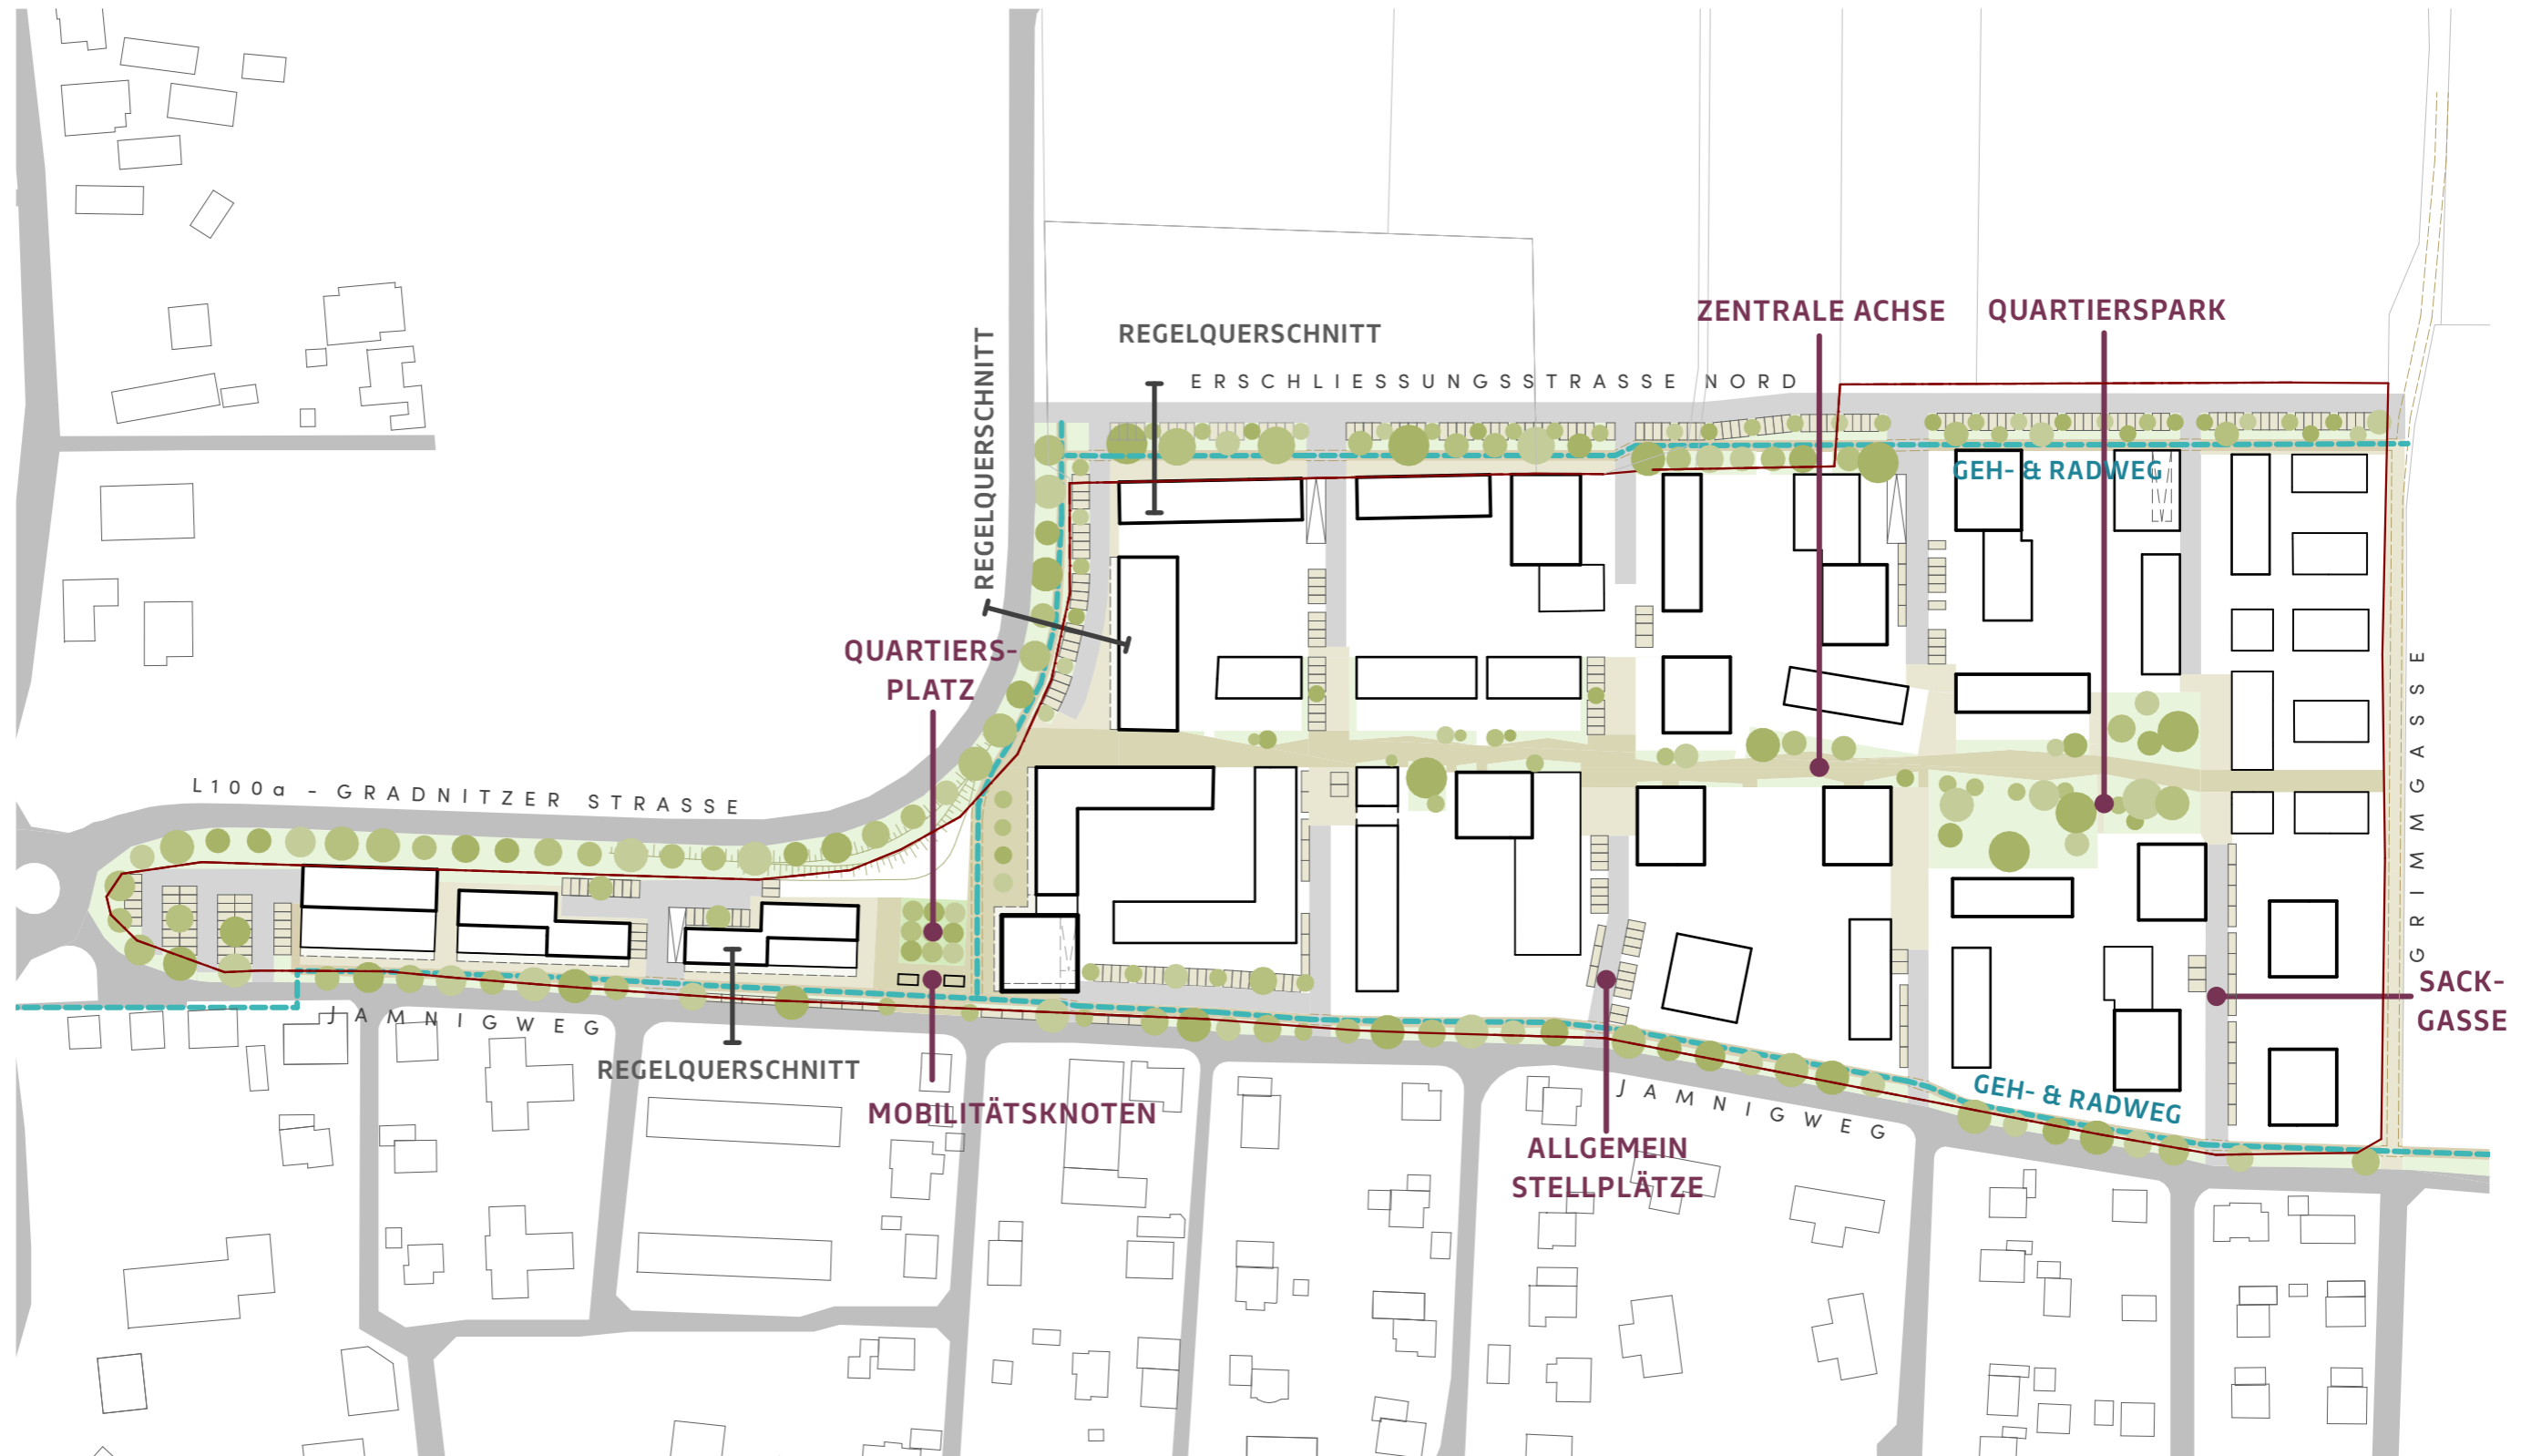 ZENTRALE ACHSE
QUARTIERSPARK
REGELQUERSCHNITT
REGELQUERSCHNITT
ERSCHLIESSUNGSSTRASSE NORD
GEH- & RADWEG
QUARTIERS-
PLATZ
GRIMMGASSE
L100a - GRADNITZER STRASSE
SACK-
GASSE
JAMNIGWEG
REGELQUERSCHNITT
MOBILITÄTSKNOTEN
JAMNIGWEG
GEH- & RADWEG
ALLGEMEIN
STELLPLÄTZE